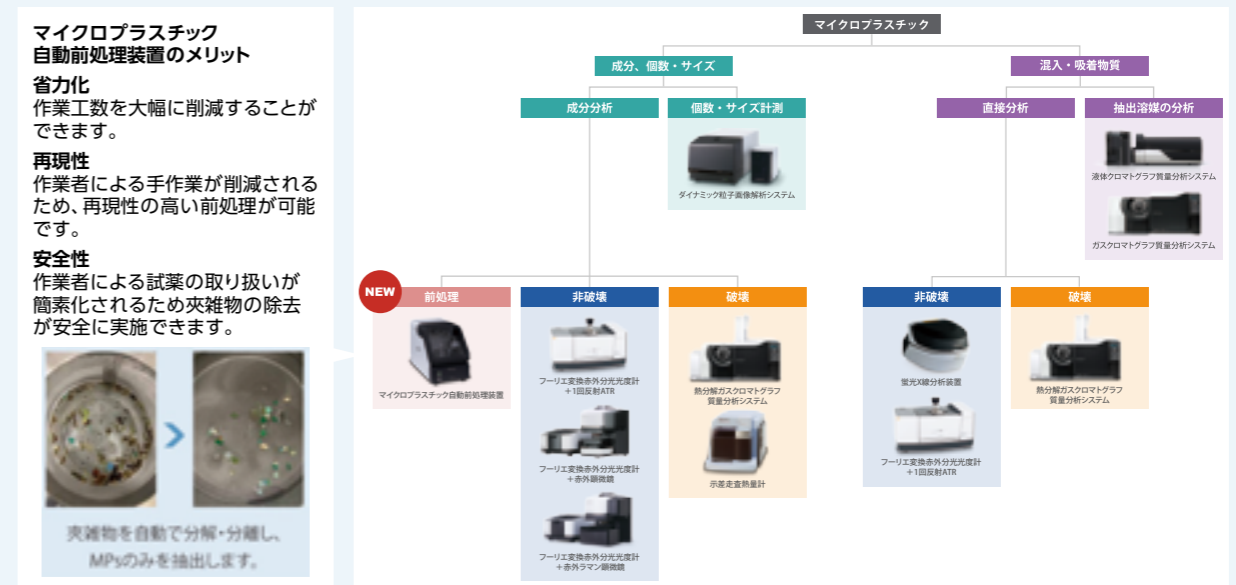 マイクロプラスチック
自動前処理装置のメリット
省力化
作業工数を大幅に削減することが
できます。
再現性
作業者による手作業が削減される
ため、再現性の高い前処理が可能
です。
安全性
作業者による試薬の取り扱いが
簡素化されるため夾雑物の除去
が安全に実施できます。
夾雑物を自動で分解・分離し、
MPsのみを抽出します。
マイクロプラスチック
成分、個数・サイズ
混入・吸着物質
成分分析
個数・サイズ計測
直接分析
抽出溶媒の分析
ダイナミック粒子画像解析システム
液体クロマトグラフ質量分析システム
ガスクロマトグラフ質量分析システム
NEW
前処理
非破壊
破壊
非破壊
破壊
マイクロプラスチック自動前処理装置
フーリエ変換赤外分光光度計
+1回反射ATR
フーリエ変換赤外分光光度計
+赤外顕微鏡
フーリエ変換赤外分光光度計
+赤外ラマン顕微鏡
熱分解ガスクロマトグラフ
質量分析システム
示差走査熱量計
蛍光X線分析装置
フーリエ変換赤外分光光度計
+1回反射ATR
熱分解ガスクロマトグラフ
質量分析システム